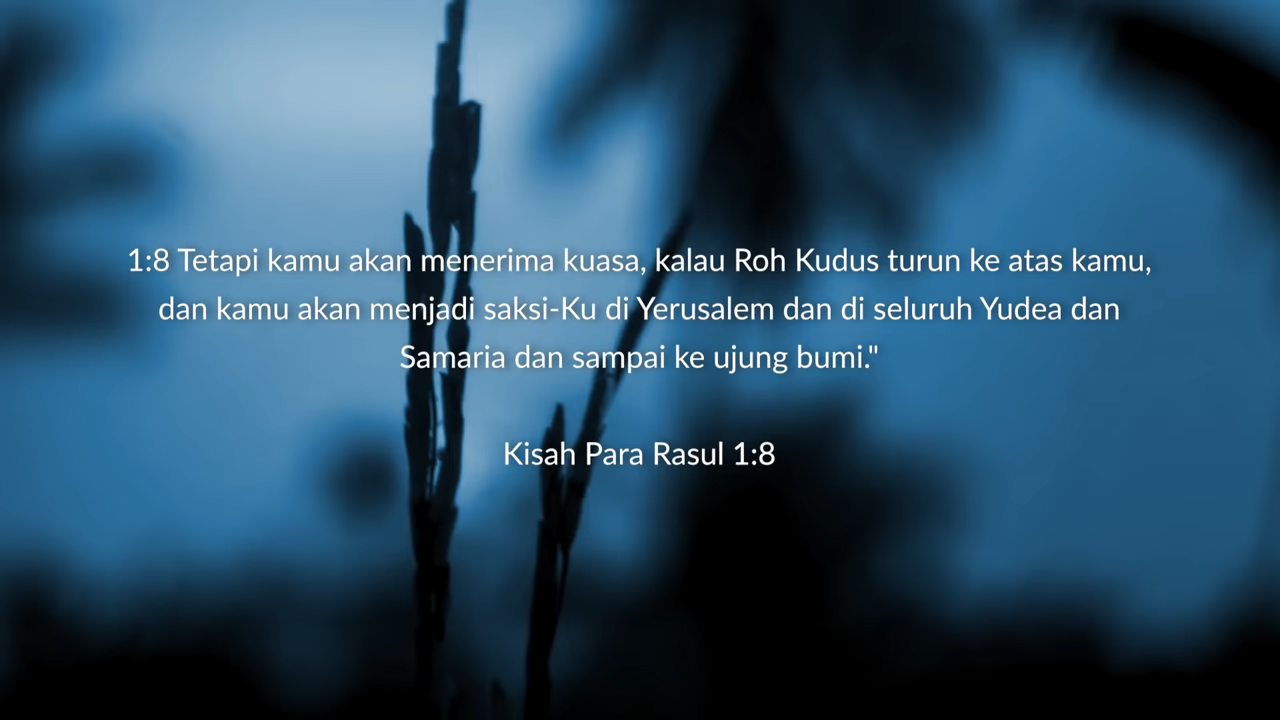 1:8 Tetapi kamu akan menerima kuasa, kalau Roh Kudus turun ke atas kamu,
dan kamu akan menjadi saksi-Ku di Yerusalem dan di seluruh Yudea dan
Samaria dan sampai ke ujung bumi."
Kisah Para Rasul 1:8